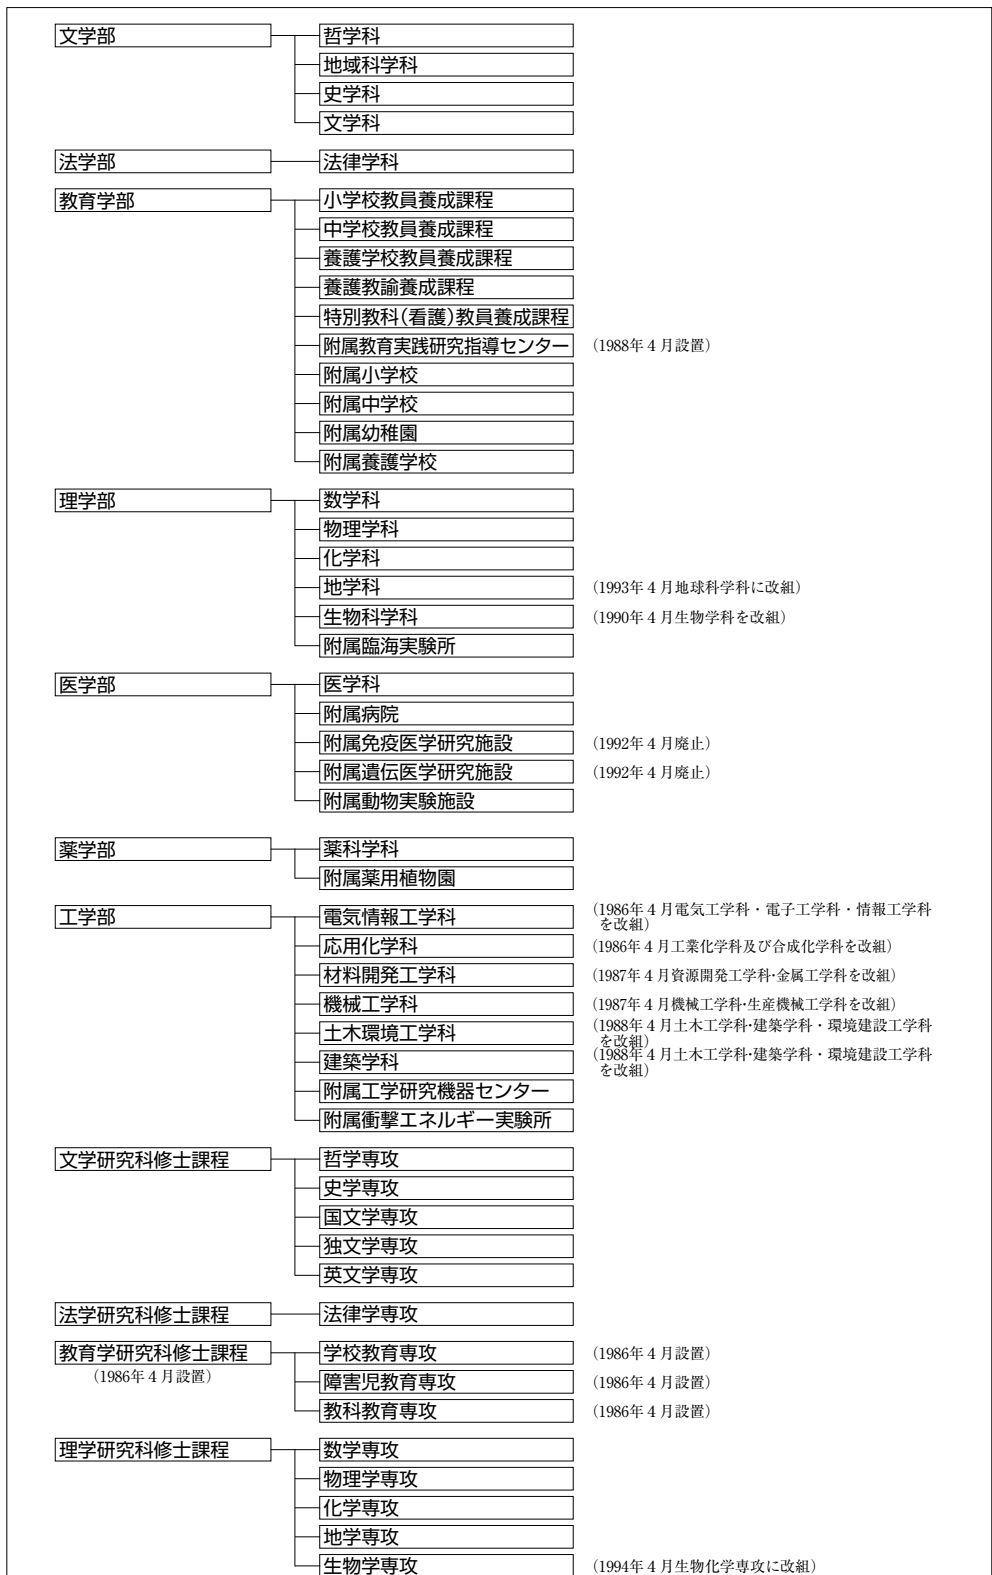 文学部
哲学科
地域科学科
史学科
文学科
法学部
法律学科
教育学部
小学校教員養成課程
中学校教員養成課程
養護学校教員養成課程
養護教諭養成課程
特別教科(看護)教員養成課程
附属教育実践研究指導センター (1988年4月設置)
附属小学校
附属中学校
附属幼稚園
附属養護学校
理学部
数学科
物理学科
化学科
地学科 (1993年4月地球科学科に改組)
生物科学科 (1990年4月生物学科を改組)
附属臨海実験所
医学部
医学科
附属病院
附属免疫医学研究施設 (1992年4月廃止)
附属遺伝医学研究施設 (1992年4月廃止)
附属動物実験施設
薬学部
薬科学科
附属薬用植物園
工学部
電気情報工学科 (1986年4月電気工学科・電子工学科・情報工学科
を改組)
応用化学科 (1986年4月工業化学科及び合成化学科を改組)
材料開発工学科 (1987年4月資源開発工学科・金属工学科を改組)
機械工学科 (1987年4月機械工学科・生産機械工学科を改組)
土木環境工学科 (1988年4月土木工学科・建築学科・環境建設工学科
を改組)
建築学科 (1988年4月土木工学科・建築学科・環境建設工学科
を改組)
附属工学研究機器センター
附属衝撃エネルギー実験所
文学研究科修士課程
哲学専攻
史学専攻
国文学専攻
独文学専攻
英文学専攻
法学研究科修士課程
法律学専攻
教育学研究科修士課程
(1986年4月設置)
学校教育専攻 (1986年4月設置)
障害児教育専攻 (1986年4月設置)
教科教育専攻 (1986年4月設置)
理学研究科修士課程
数学専攻
物理学専攻
化学専攻
地学専攻
生物学専攻 (1994年4月生物化学専攻に改組)